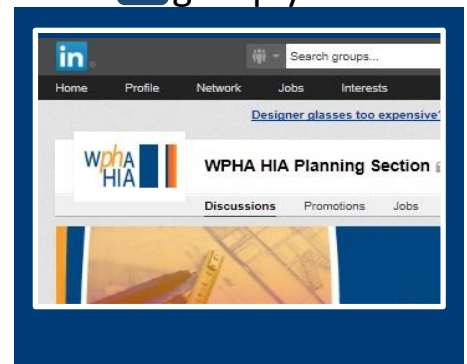 in
Search groups...
Home Profile Network Jobs Interests
Designer glasses too expensive?
WphA
HIA
WPHA HIA Planning Section
Discussions Promotions Jobs